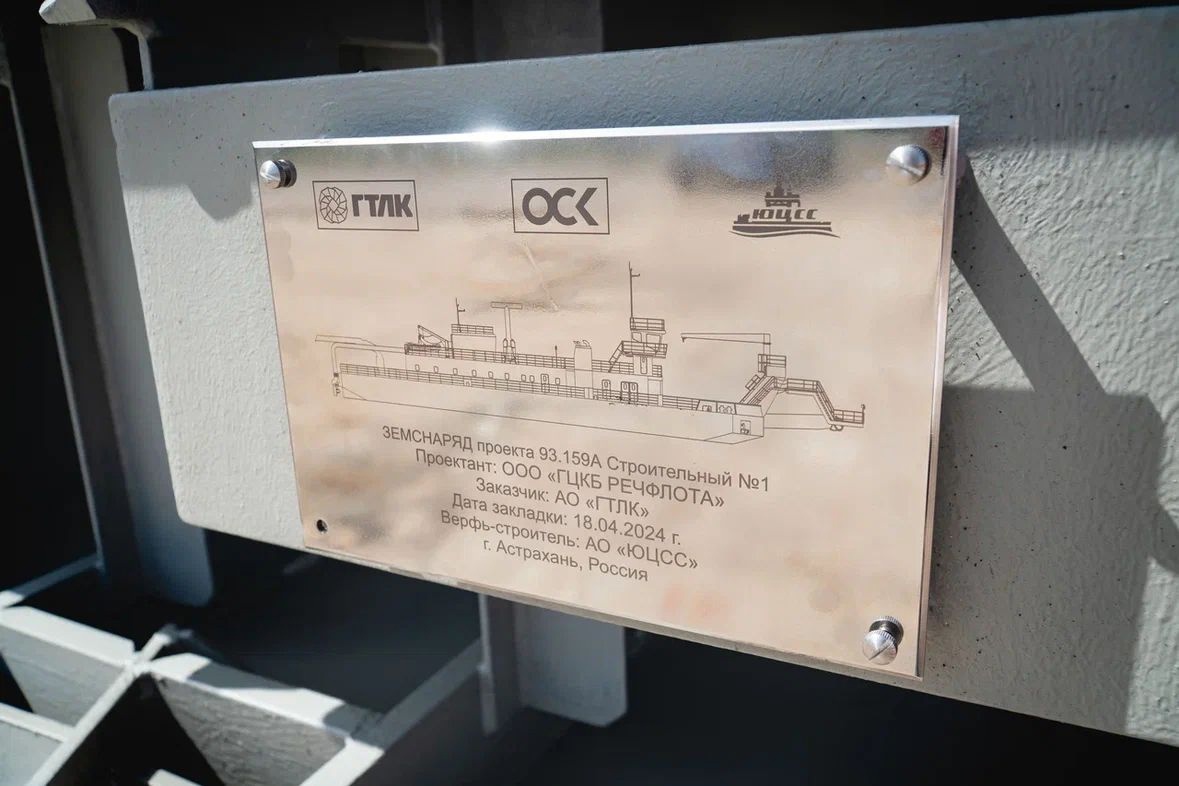 ГТЛК
ОСК
ЮЦСС
ЗЕМСНАРЯД проекта 93.159А Строительный №1
Проектант: ООО «ГЦКБ РЕЧФЛОТА»
Заказчик: АО «ГТЛК»
Дата закладки: 18.04.2024 г.
Верфь-строитель: АО «ЮЦСС»
г. Астрахань, Россия